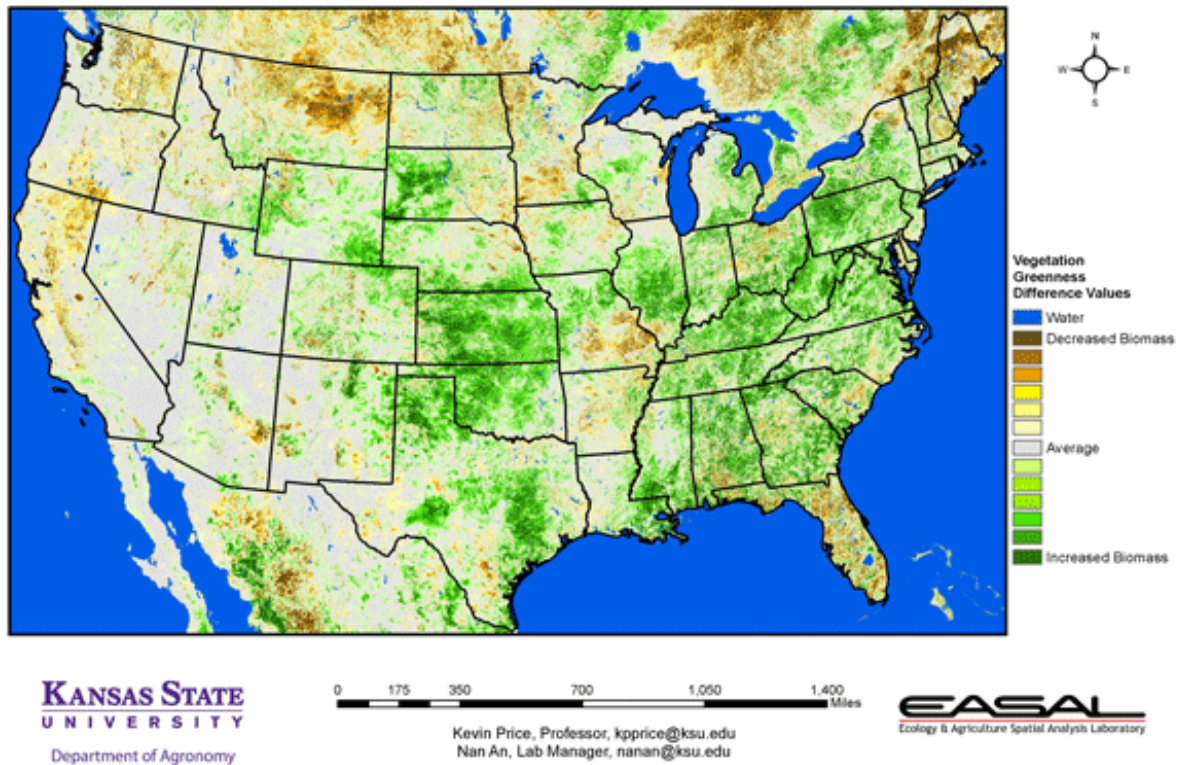 N
W
E
S
Vegetation
Greenness
Difference Values
Water
Decreased Biomass
Average
Increased Biomass
KANSAS STATE
UNIVERSITY
Department of Agronomy
0 175 350 700 1,050 1,400
Miles
Kevin Price, Professor, kpprice@ksu.edu
Nan An, Lab Manager, nanan@ksu.edu
EASAL
Ecology & Agriculture Spatial Analysis Laboratory